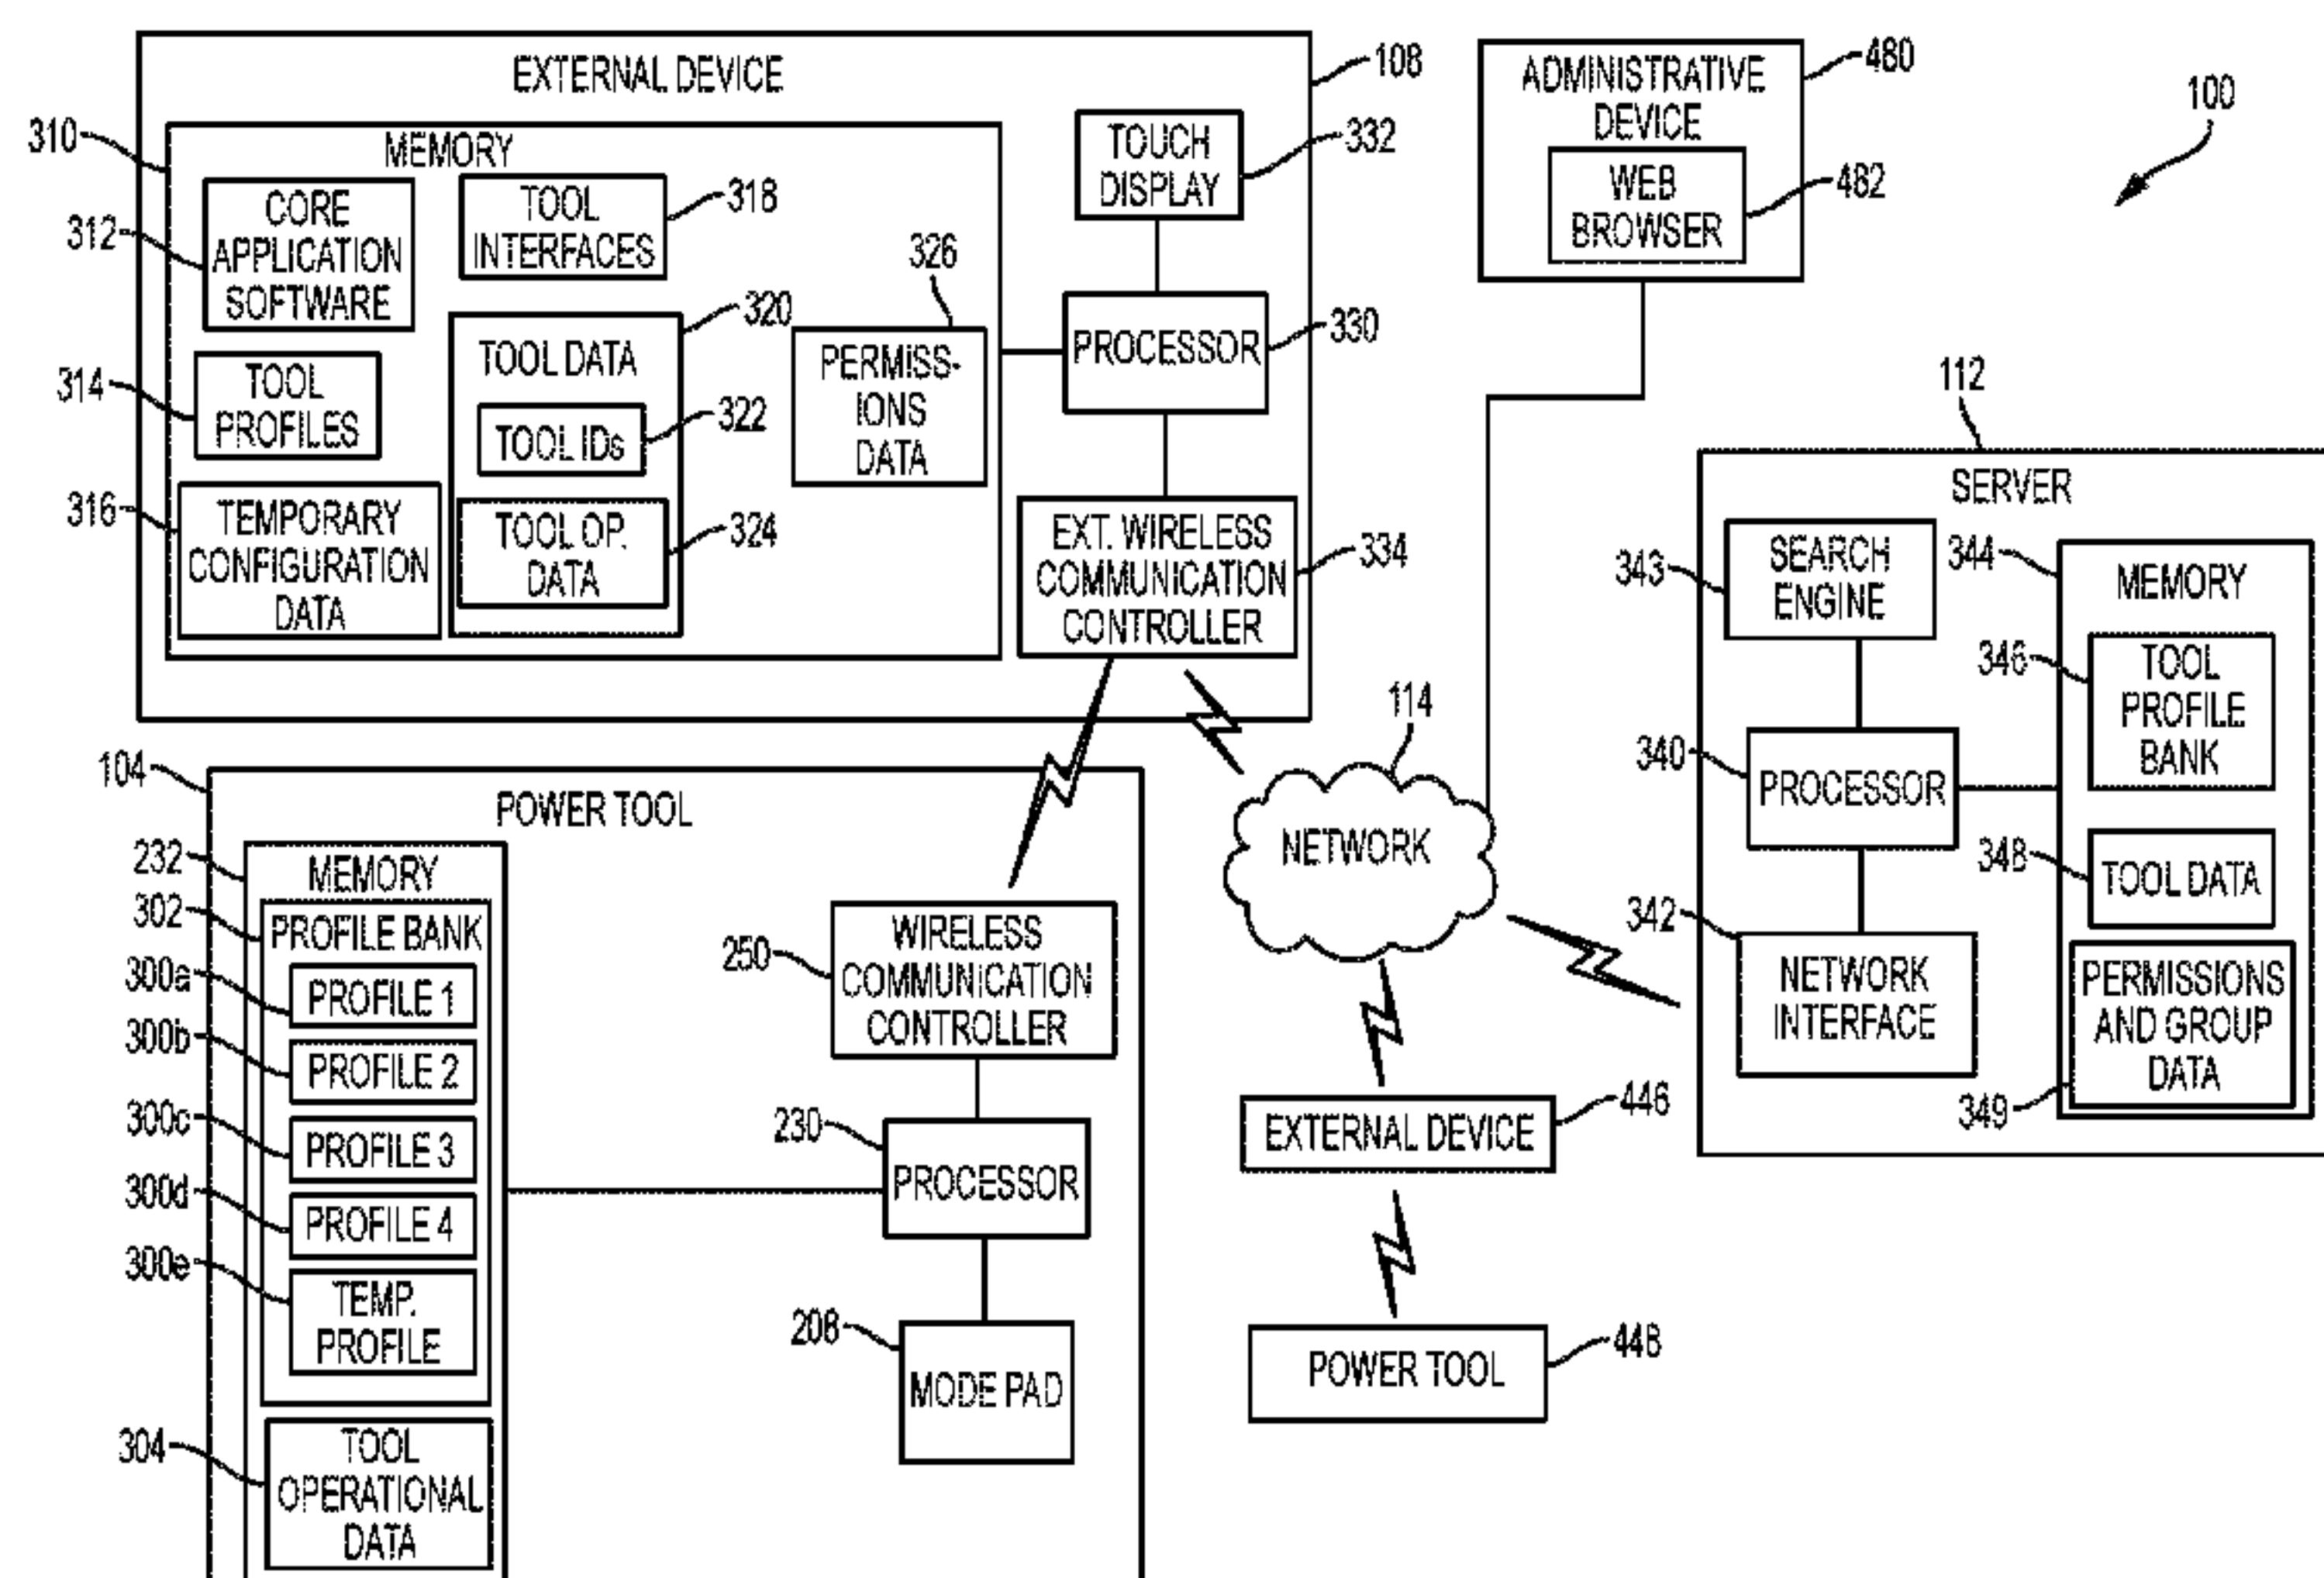 EXTERNAL DEVICE
108
310
MEMORY
312
CORE
APPLICATION
SOFTWARE
TOOL
INTERFACES
318
314
TOOL
PROFILES
320
TOOL DATA
TOOL IDs
322
TOOL OP.
DATA
324
316
TEMPORARY
CONFIGURATION
DATA
326
PERMISS-
IONS
DATA
TOUCH
DISPLAY
332
PROCESSOR
330
EXT. WIRELESS
COMMUNICATION
CONTROLLER
334
ADMINISTRATIVE
DEVICE
480
WEB
BROWSER
482
100
112
SERVER
343
SEARCH
ENGINE
344
MEMORY
346
TOOL
PROFILE
BANK
340
PROCESSOR
348
TOOL DATA
342
NETWORK
INTERFACE
PERMISSIONS
AND GROUP
DATA
349
114
NETWORK
EXTERNAL DEVICE
446
POWER TOOL
448
104
POWER TOOL
232
MEMORY
302
PROFILE BANK
300a
PROFILE 1
300b
PROFILE 2
300c
PROFILE 3
300d
PROFILE 4
300e
TEMP.
PROFILE
304
TOOL
OPERATIONAL
DATA
250
WIRELESS
COMMUNICATION
CONTROLLER
230
PROCESSOR
208
MODE PAD